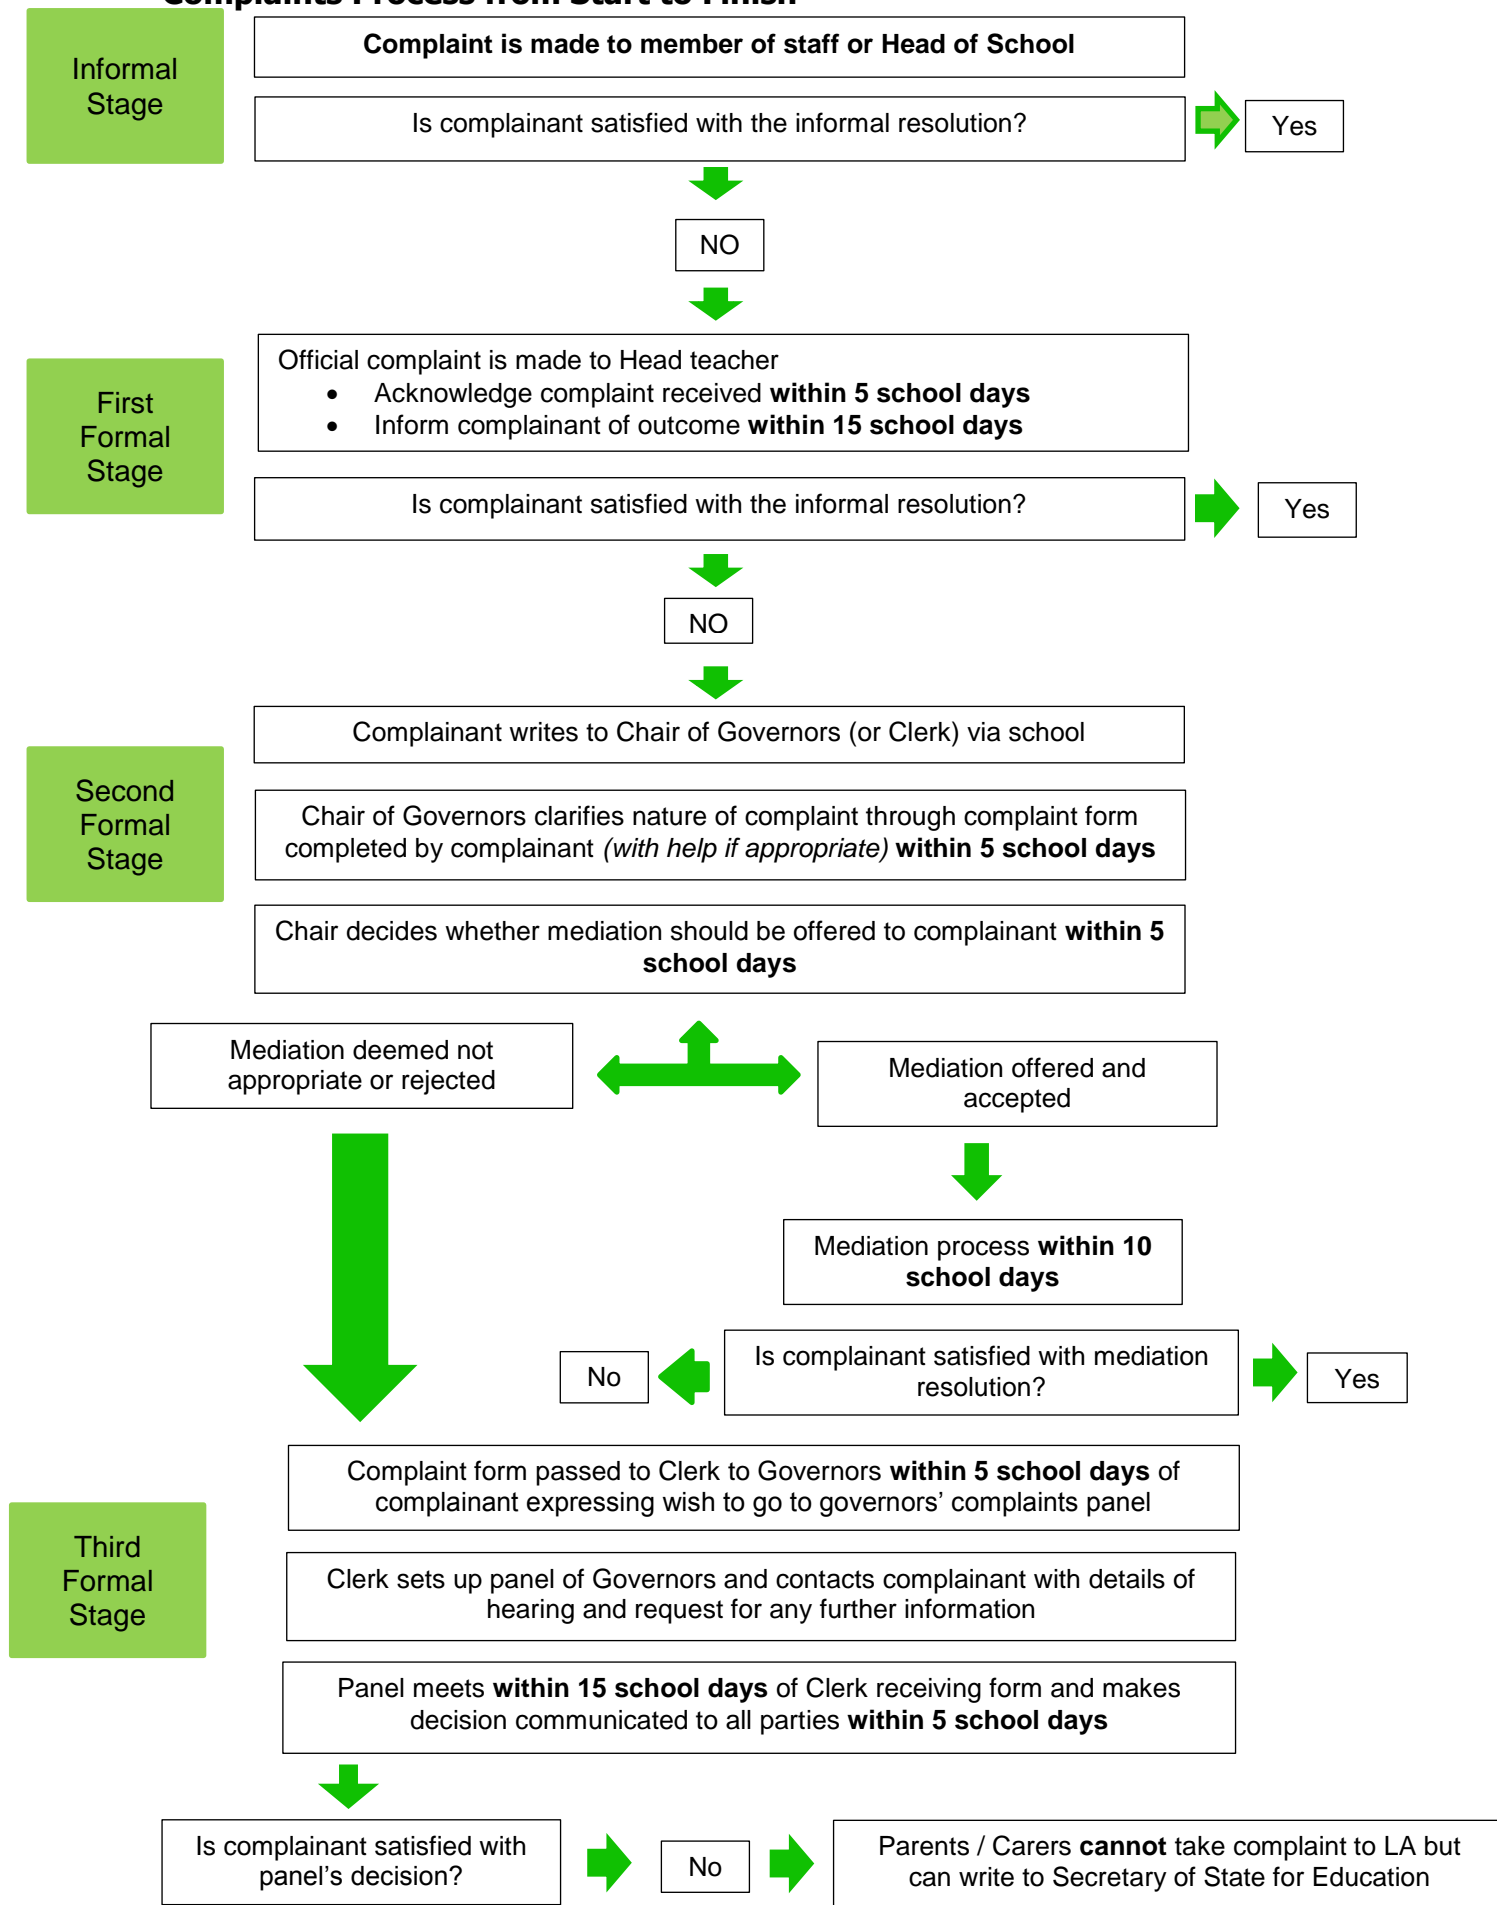 Complaints Process from Start to Finish
Informal
Stage
Complaint is made to member of staff or Head of School
Is complainant satisfied with the informal resolution?
Yes
NO
First
Formal
Stage
Official complaint is made to Head teacher
• Acknowledge complaint received within 5 school days
• Inform complainant of outcome within 15 school days
Is complainant satisfied with the informal resolution?
Yes
NO
Second
Formal
Stage
Complainant writes to Chair of Governors (or Clerk) via school
Chair of Governors clarifies nature of complaint through complaint form
completed by complainant (with help if appropriate) within 5 school days
Chair decides whether mediation should be offered to complainant within 5
school days
Mediation deemed not
appropriate or rejected
Mediation offered and
accepted
Mediation process within 10
school days
Is complainant satisfied with mediation
resolution?
No
Yes
Third
Formal
Stage
Complaint form passed to Clerk to Governors within 5 school days of
complainant expressing wish to go to governors’ complaints panel
Clerk sets up panel of Governors and contacts complainant with details of
hearing and request for any further information
Panel meets within 15 school days of Clerk receiving form and makes
decision communicated to all parties within 5 school days
Is complainant satisfied with
panel’s decision?
No
Parents / Carers cannot take complaint to LA but
can write to Secretary of State for Education